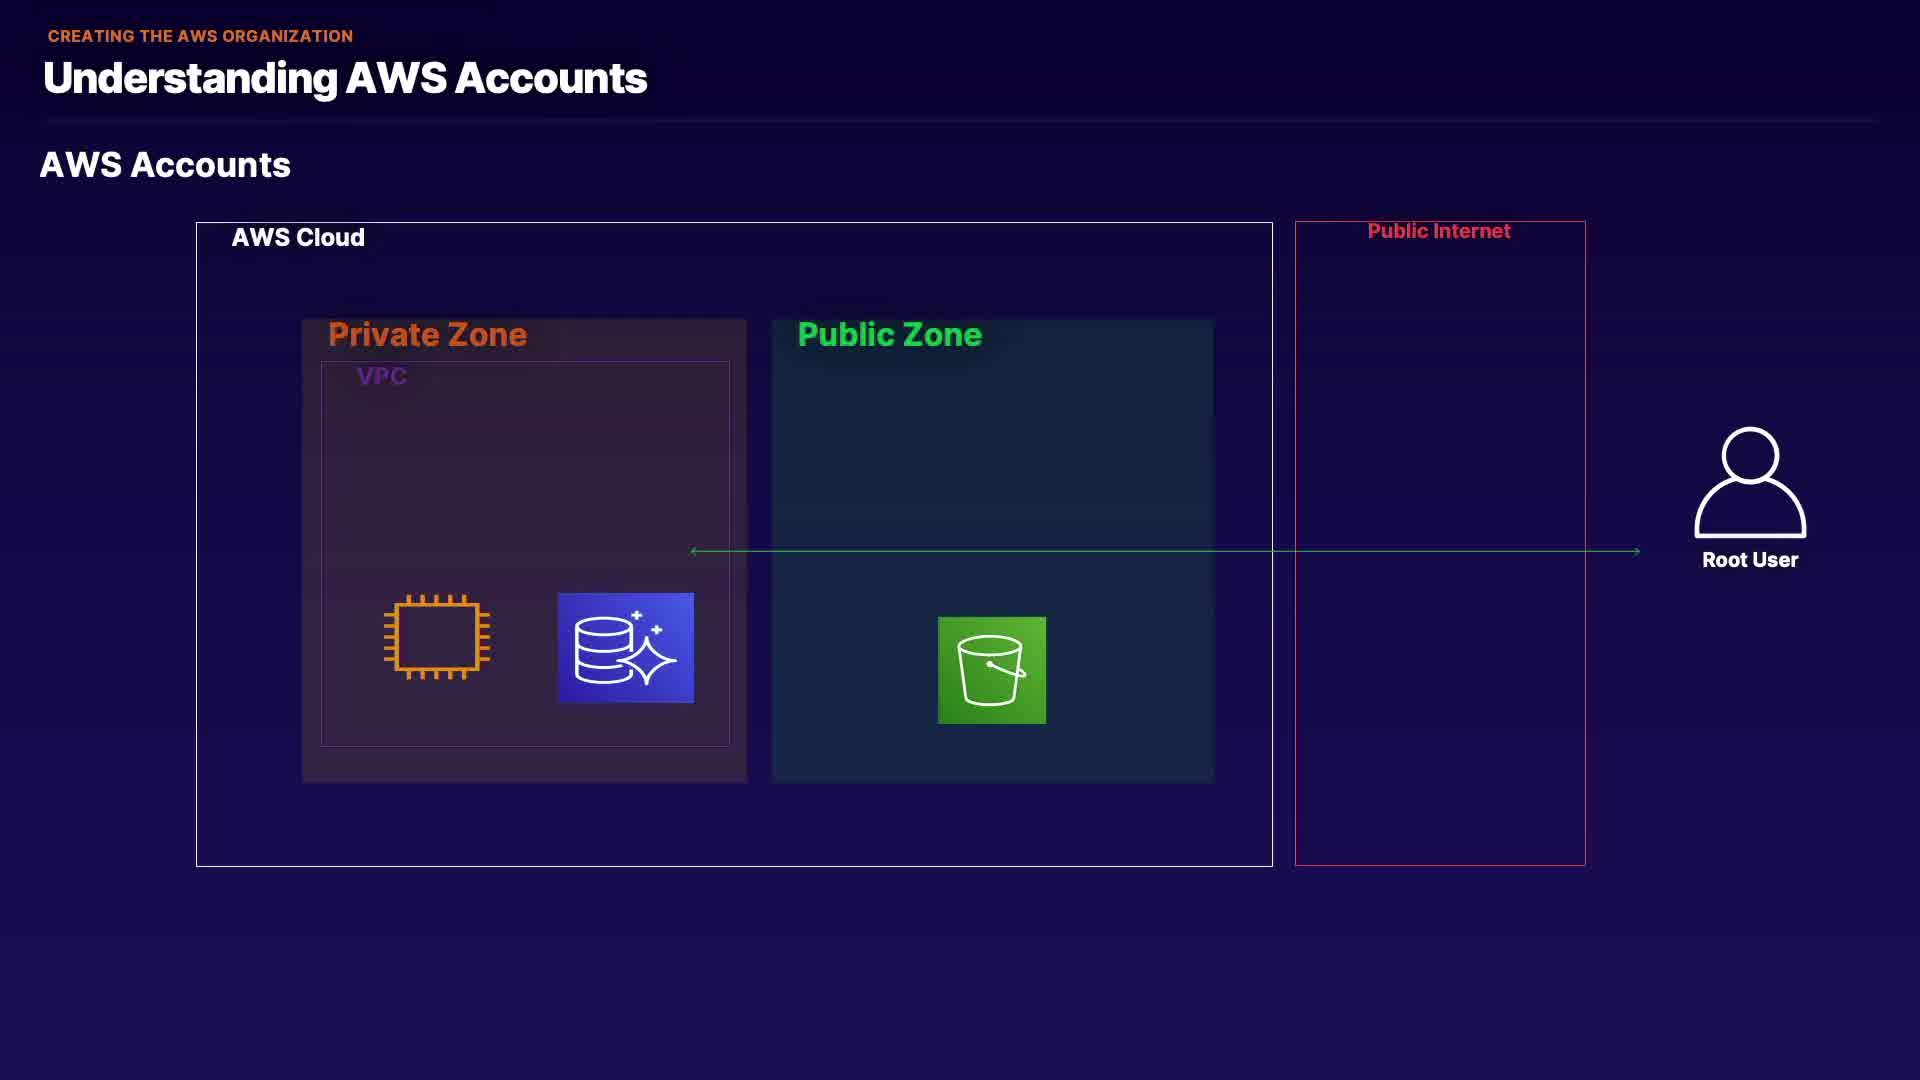 CREATING THE AWS ORGANIZATION
Understanding AWS Accounts
AWS Accounts
AWS Cloud
Public Internet
Private Zone
Public Zone
VPC
Root User